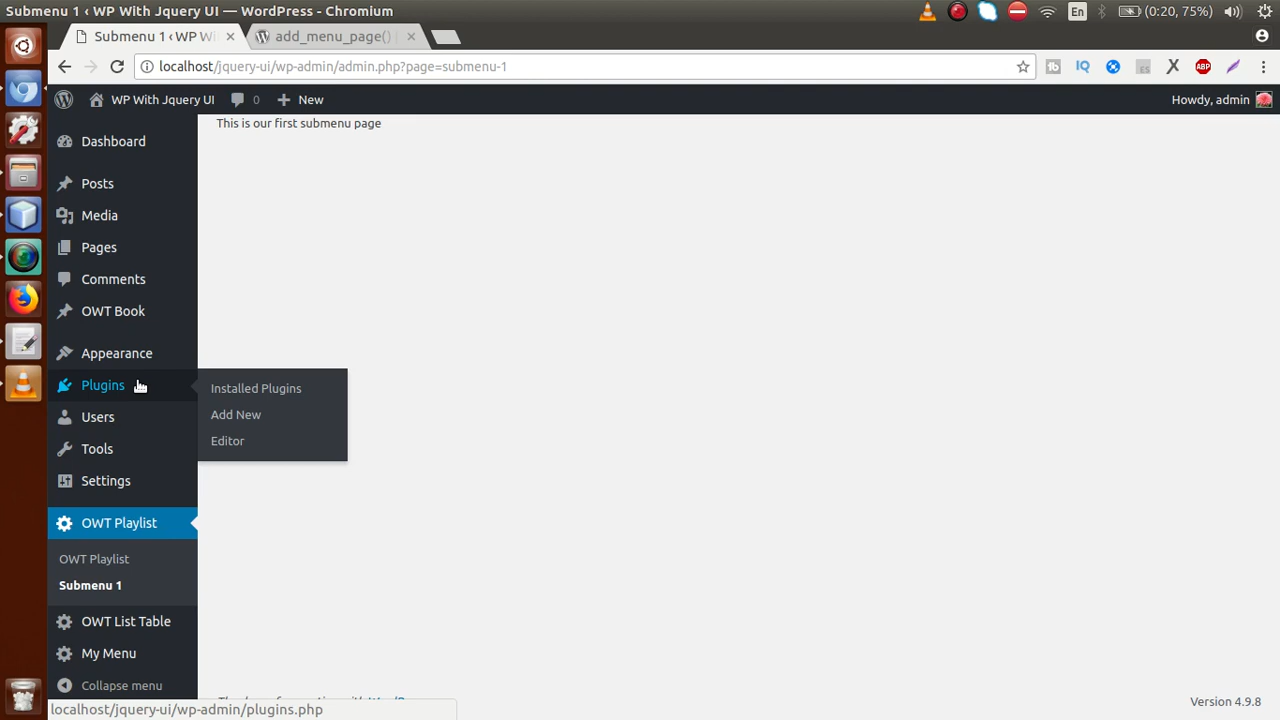 Submenu 1 ‹ WP With Jquery UI — WordPress - Chromium
En
(0:20, 75%)
Submenu 1 ‹ WP Wi
add_menu_page() |
localhost/jquery-ui/wp-admin/admin.php?page=submenu-1
WP With Jquery UI
0
New
Howdy, admin
Dashboard
Posts
Media
Pages
Comments
OWT Book
Appearance
Plugins
Users
Tools
Settings
OWT Playlist
OWT Playlist
Submenu 1
OWT List Table
My Menu
Collapse menu
This is our first submenu page
Installed Plugins
Add New
Editor
localhost/jquery-ui/wp-admin/plugins.php
Version 4.9.8